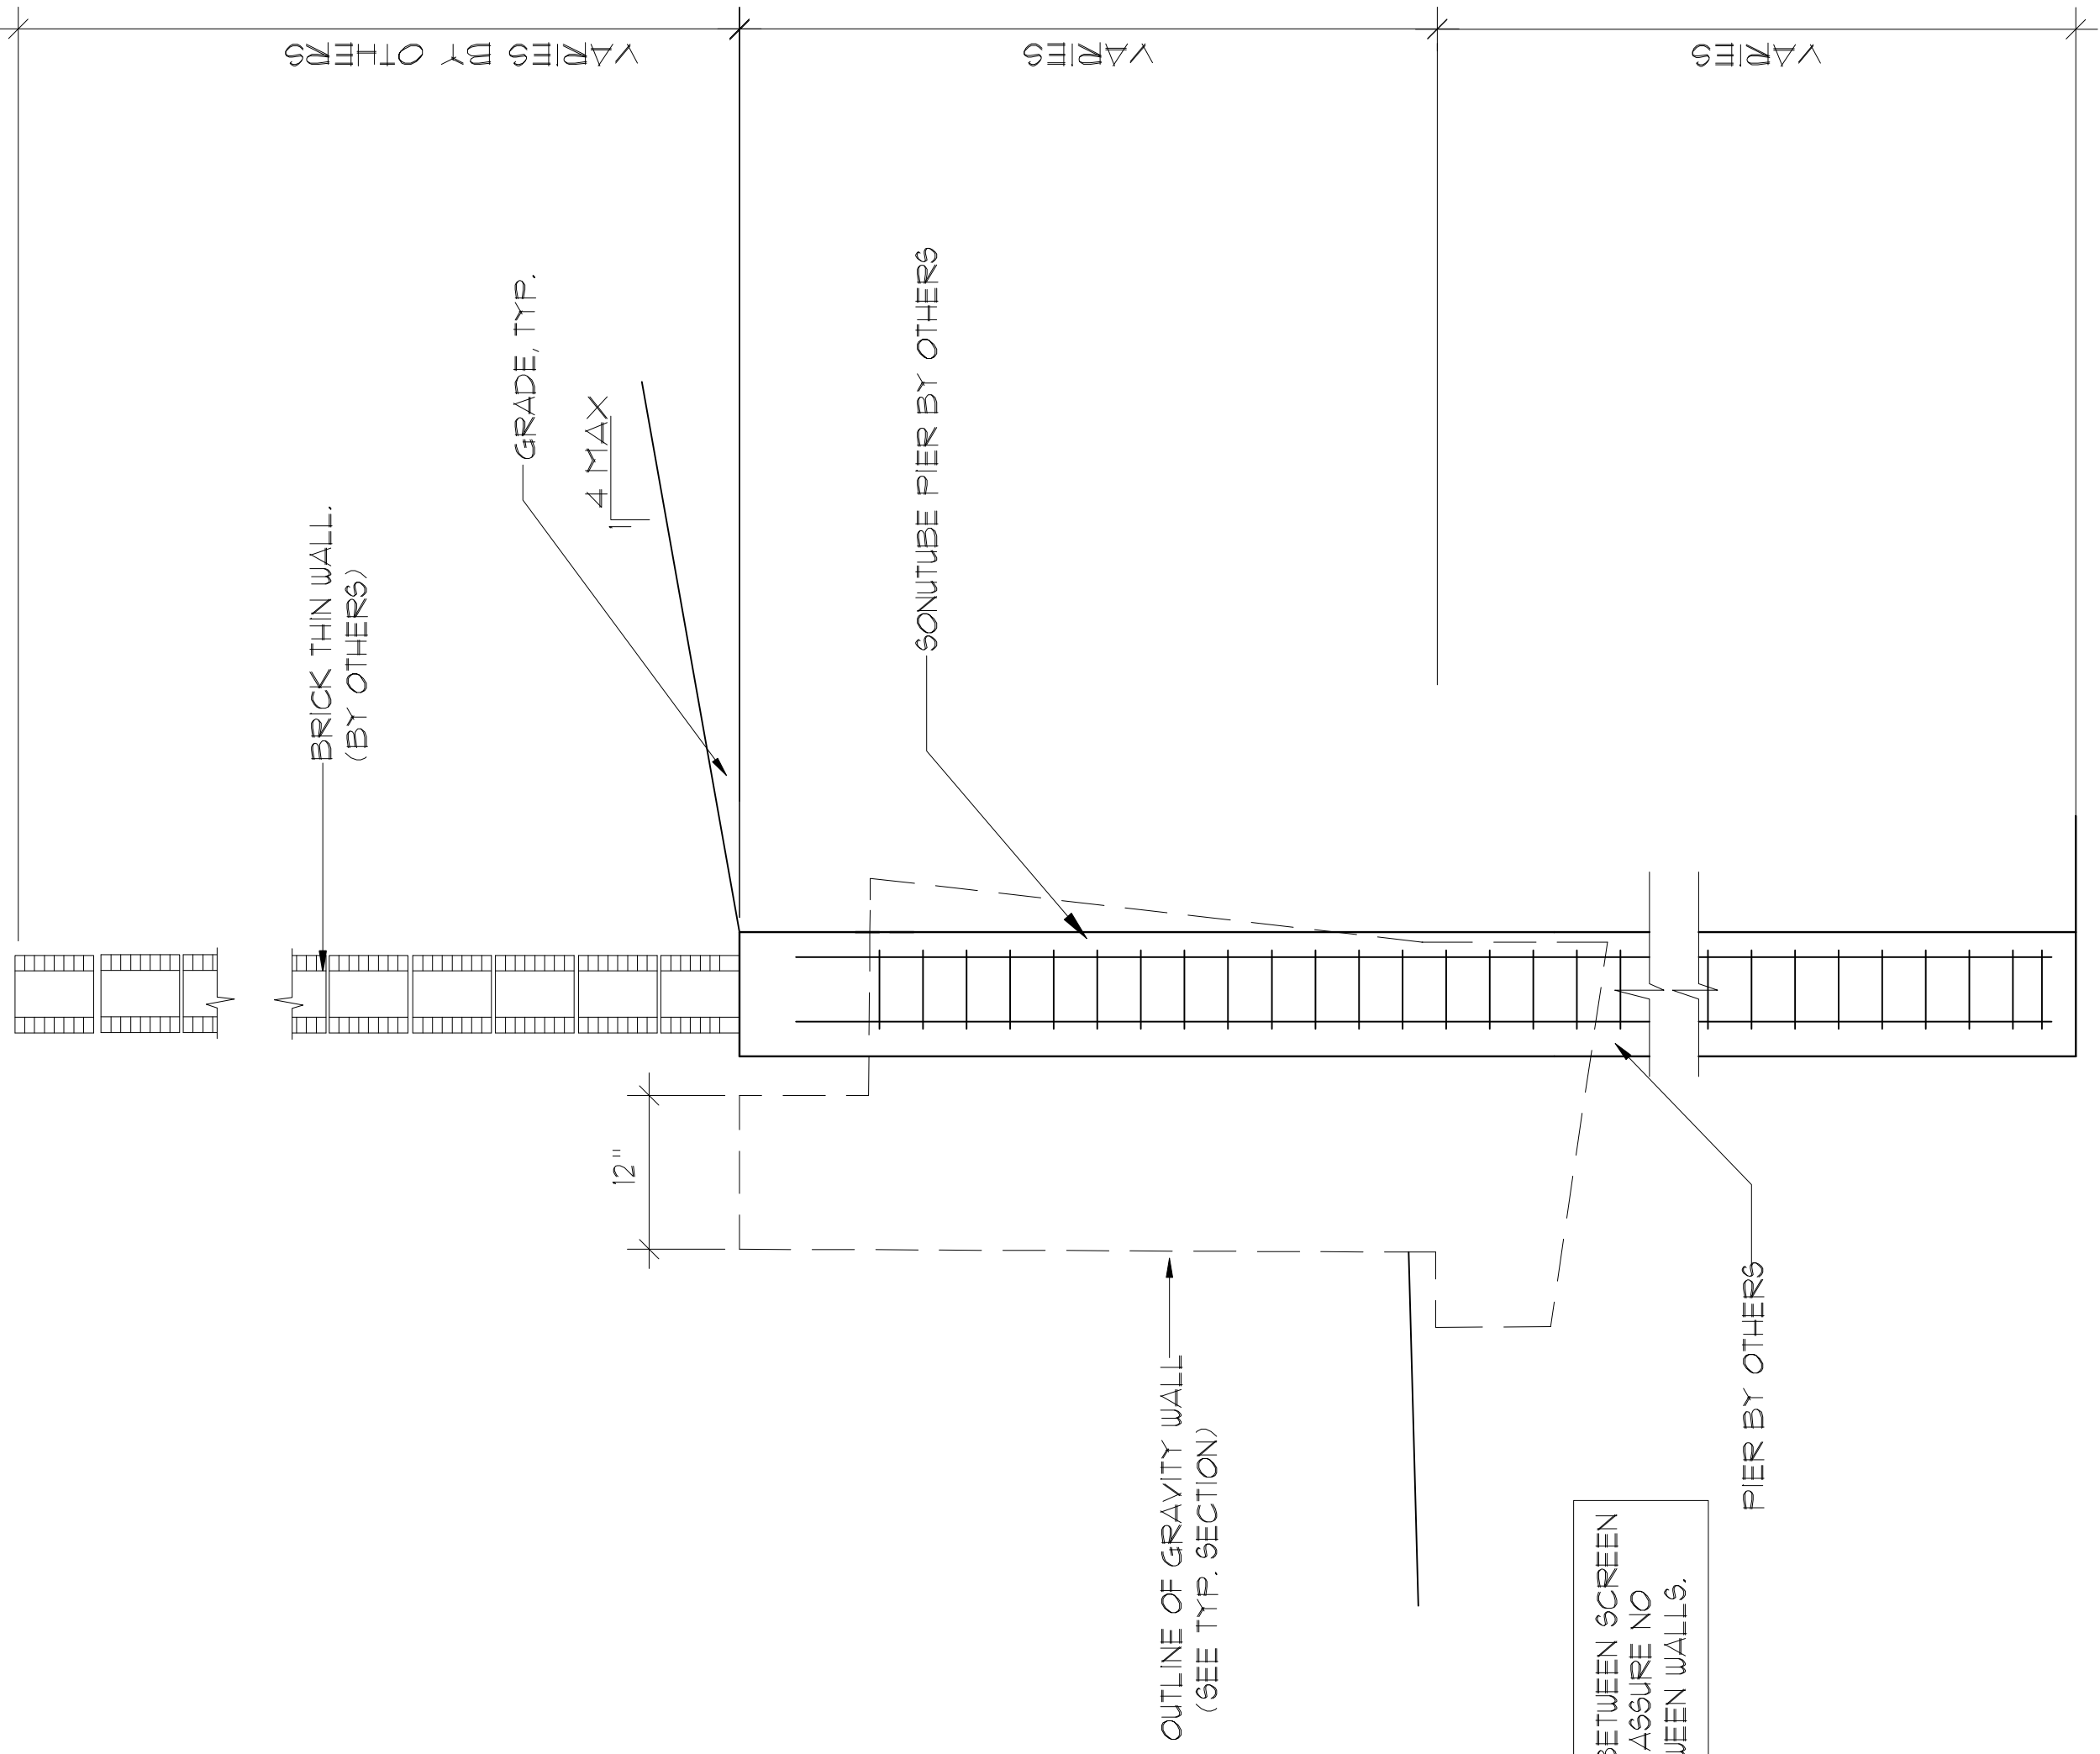 VARIES BY OTHERS
VARIES
VARIES
BRICK THIN WALL.
(BY OTHERS)
GRADE, TYP.
4 MAX
1
SONUTUBE PIER BY OTHERS
12"
OUTLINE OF GRAVITY WALL
(SEE TYP. SECTION)
BETWEEN SCREEN
ASSURE NO
WALLS.
PIER BY OTHERS